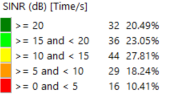 SINR (dB) [Time/s]
>= 20 32 20.49%
>= 15 and < 20 36 23.05%
>= 10 and < 15 44 27.81%
>= 5 and < 10 29 18.24%
>= 0 and < 5 16 10.41%